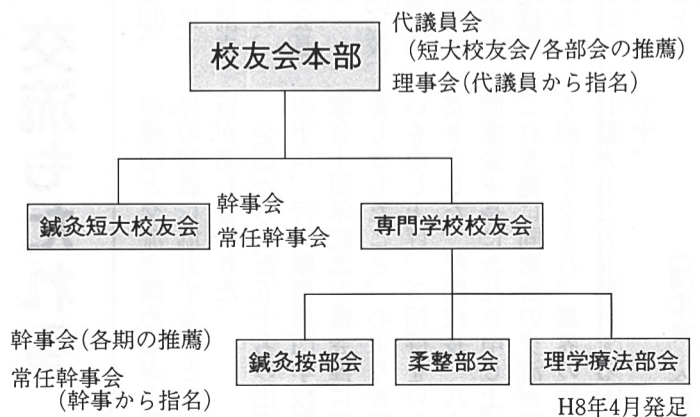 校友会本部
代議員会
(短大校友会/各部会の推薦)
理事会(代議員から指名)
鍼灸短大校友会
幹事会
常任幹事会
専門学校校友会
幹事会(各期の推薦)
常任幹事会
(幹事から指名)
鍼灸按部会
柔整部会
理学療法部会
H8年4月発足